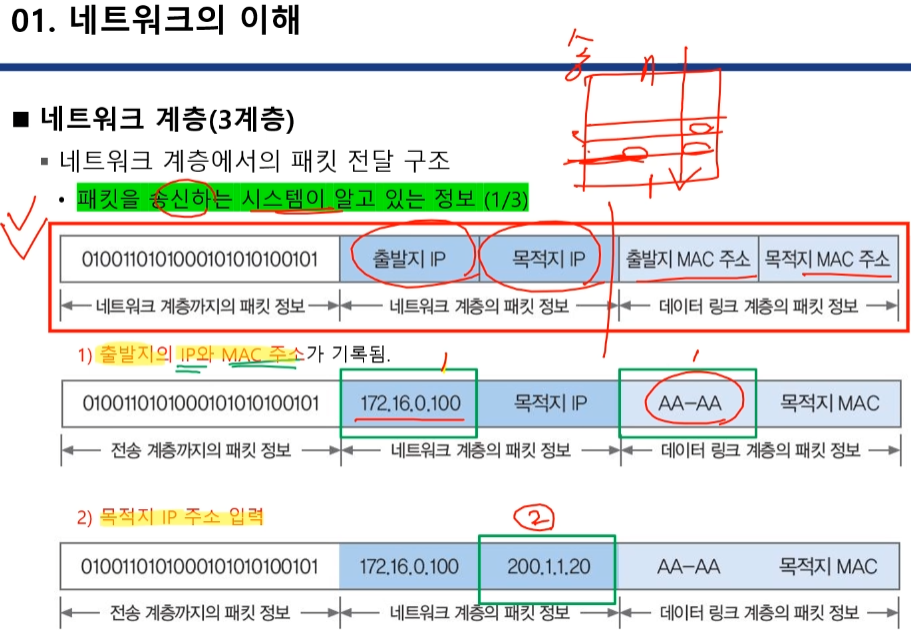 01. 네트워크의 이해
■ 네트워크 계층(3계층)
▪ 네트워크 계층에서의 패킷 전달 구조
• 패킷을 송신하는 시스템이 알고 있는 정보 (1/3)
01001101010001010101010101 출발지 IP 목적지 IP 출발지 MAC 주소 목적지 MAC 주소
네트워크 계층까지의 패킷 정보 네트워크 계층의 패킷 정보 데이터 링크 계층의 패킷 정보
1) 출발지의 IP와 MAC 주소가 기록됨.
01001101010001010101010101 172.16.0.100 목적지 IP AA-AA 목적지 MAC
전송 계층까지의 패킷 정보 네트워크 계층의 패킷 정보 데이터 링크 계층의 패킷 정보
2) 목적지 IP 주소 입력
②
01001101010001010101010101 172.16.0.100 200.1.1.20 AA-AA 목적지 MAC
전송 계층까지의 패킷 정보 네트워크 계층의 패킷 정보 데이터 링크 계층의 패킷 정보